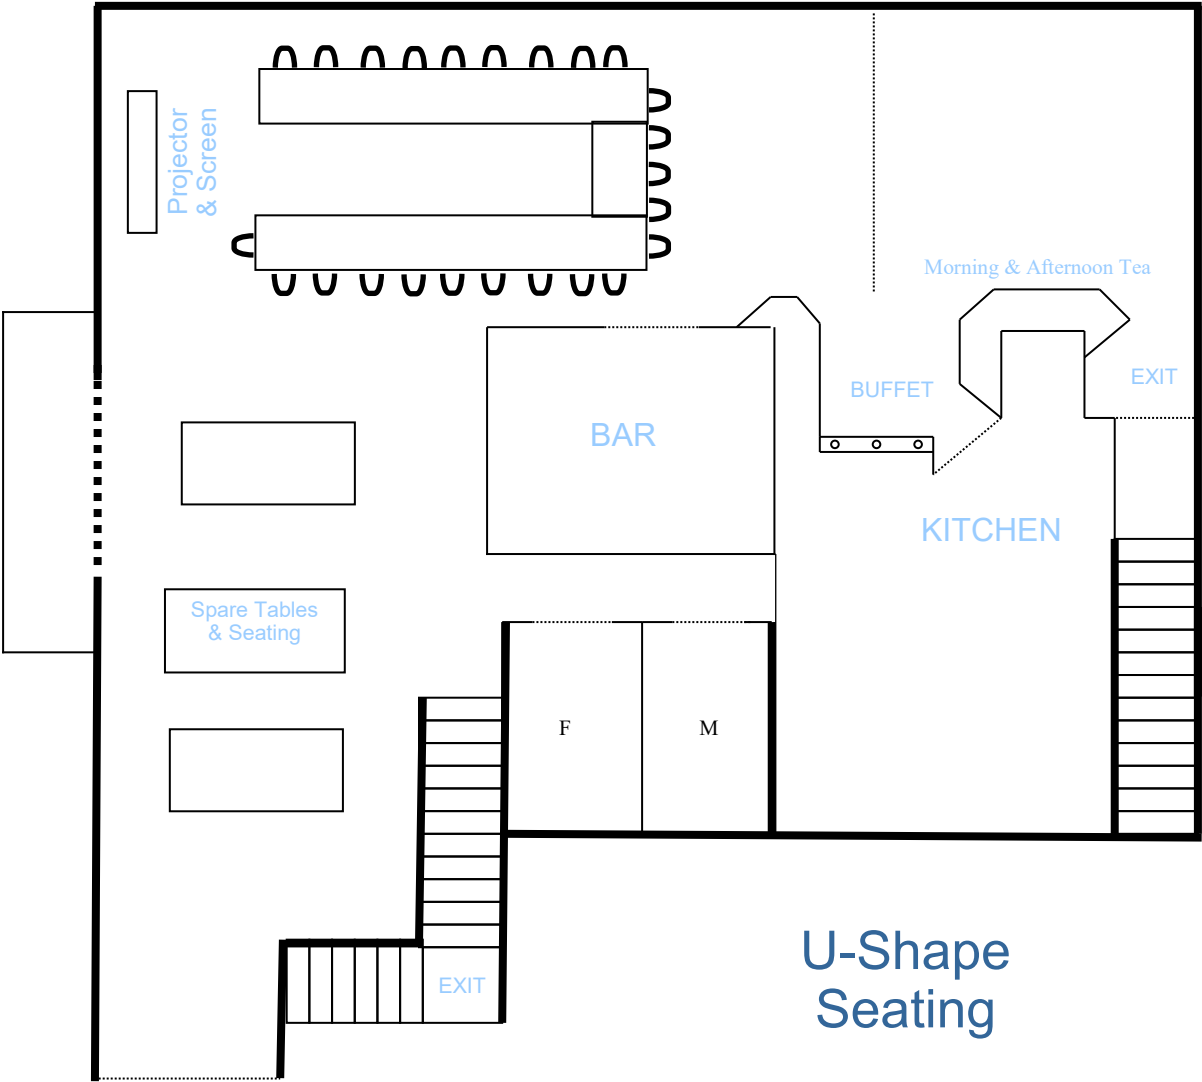 Projector
& Screen
Morning & Afternoon Tea
EXIT
BUFFET
BAR
KITCHEN
Spare Tables
& Seating
F
M
EXIT
U-Shape
Seating